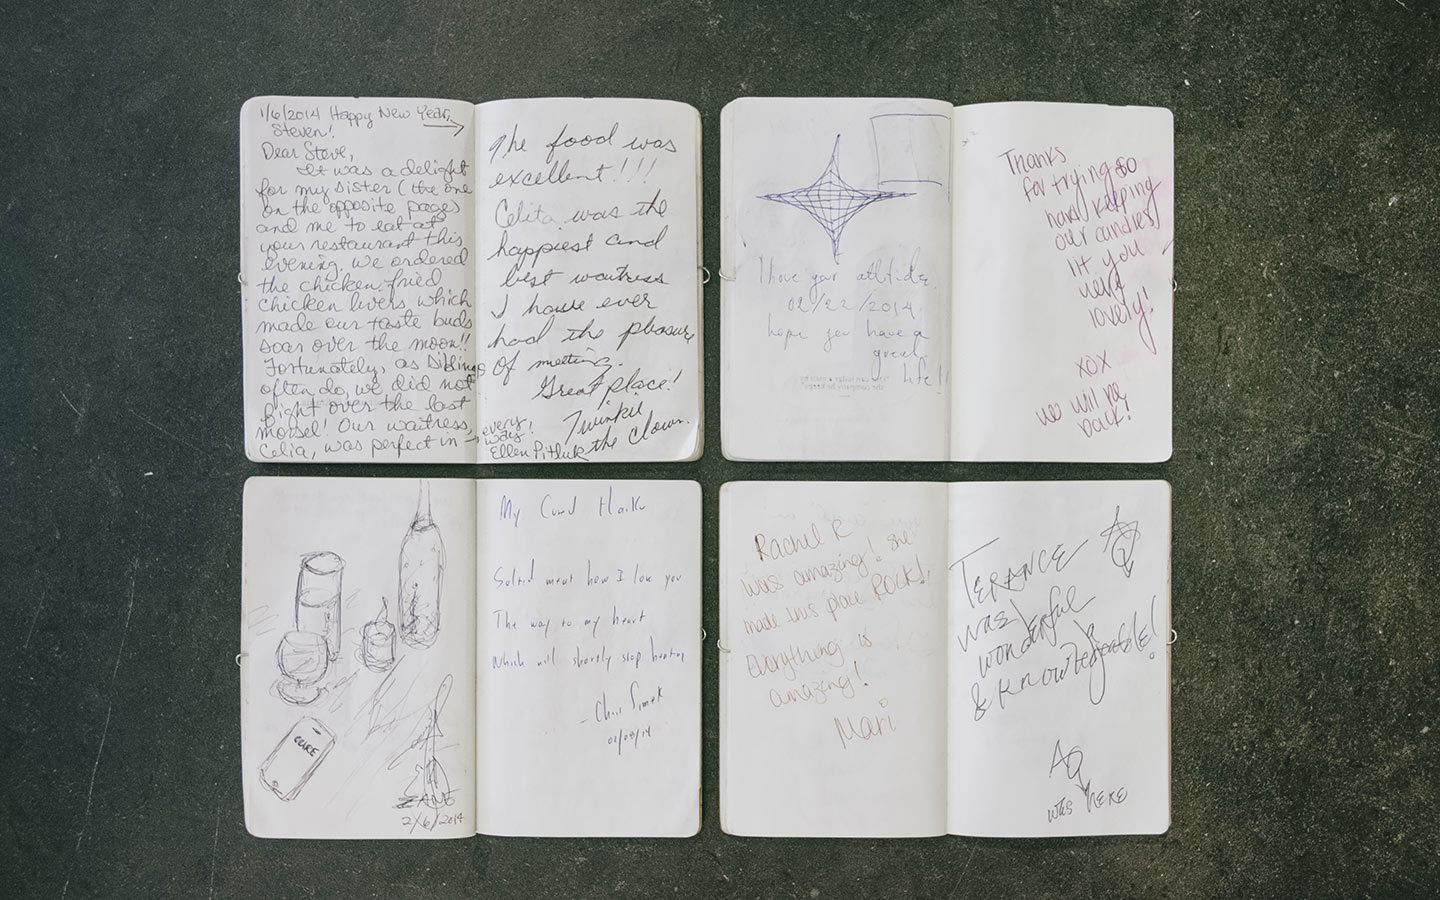 1/6/2014 Happy New Year,
Steven!
Dear Steve,
It was a delight
for my sister (the one
on the opposite page)
and me to eat at
your restaurant this
evening. We ordered
the chicken fried
chicken livers which
made our taste buds
soar over the moon!!
Fortunately, as siblings
often do, we did not
fight over the last
morsel! Our waitress,
Celia, was perfect in →
every
way!
Ellen Pitluk
The food was
excellent!!!
Celita was the
happiest and
best waitress
I have ever
had the pleasure
of meeting.
Great place!
Twinkie
the Clown.
I love your attitude.
02/22/2014.
hope you have a
great
life!!
Thanks
for trying so
hard keeping
our candles
lit you
very
lovely!
xox
we will be
back!
CURE
ZANE
2/6/2014
My Cured Haiku
Salted meat how I love you
The way to my heart
Which will shortly stop beating
- Chris Simek
02/08/14
Rachel R
was amazing! She
made this place ROCK!
Everything is
amazing!
Mari
TERANCE
was
wonderful
& knowledgeable!
AQ
was here